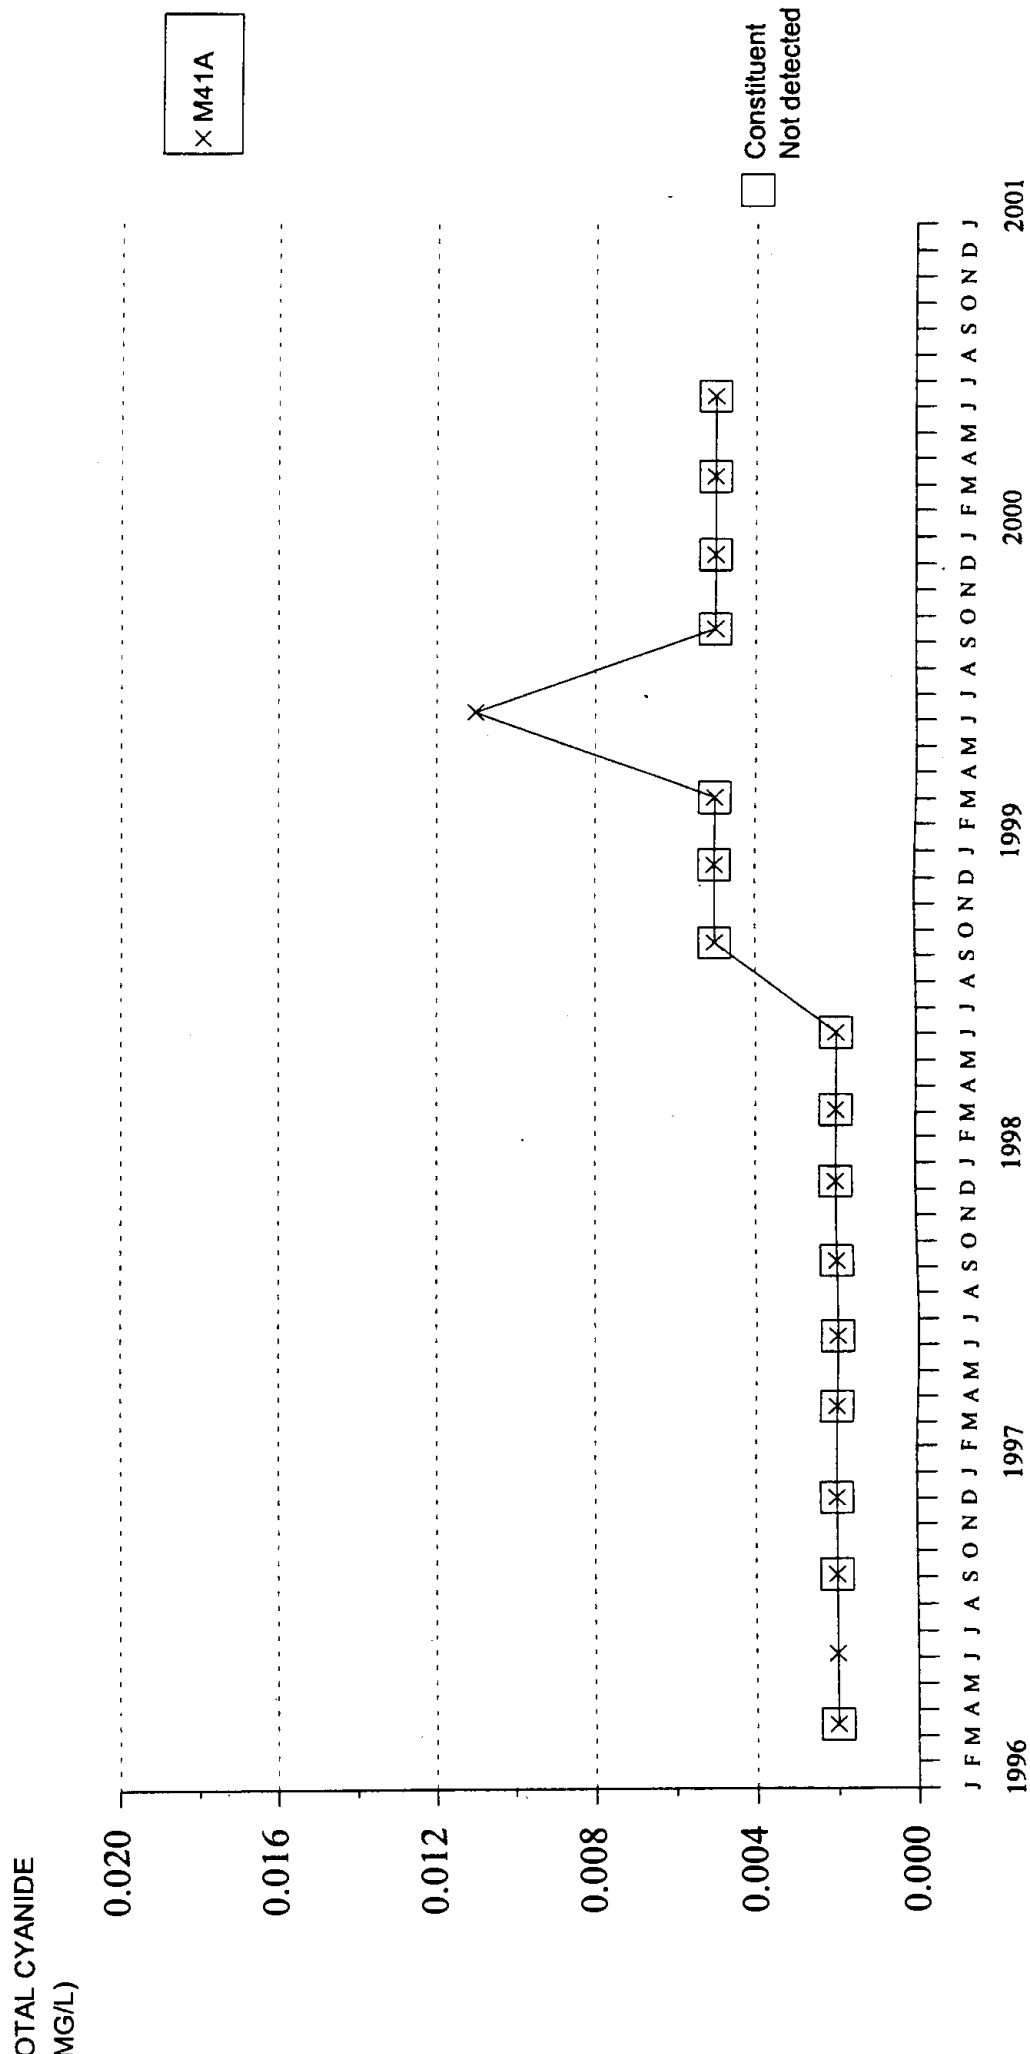 OTAL CYANIDE
MG/L)
× M41A
0.020
0.016
0.012
0.008
0.004
0.000
Constituent
Not detected
J F M A M J J A S O N D J F M A M J J A S O N D J F M A M J J A S O N D J F M A M J J A S O N D J F M A M J J A S O N D J
1996 1997 1998 1999 2000 2001